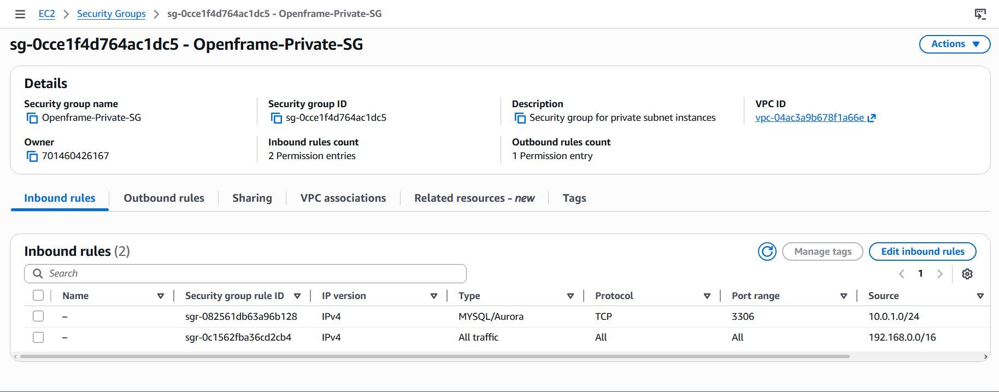 EC2 > Security Groups > sg-0cce1f4d764ac1dc5 - Openframe-Private-SG
sg-0cce1f4d764ac1dc5 - Openframe-Private-SG
Actions
Details
Security group name Security group ID Description VPC ID
Openframe-Private-SG sg-0cce1f4d764ac1dc5 Security group for private subnet instances vpc-04ac3a9b678f1a66e
Owner Inbound rules count Outbound rules count
701460426167 2 Permission entries 1 Permission entry
Inbound rules Outbound rules Sharing VPC associations Related resources - new Tags
Inbound rules (2)
Manage tags Edit inbound rules
Search
1
Name Security group rule ID IP version Type Protocol Port range Source
– sgr-082561db63a96b128 IPv4 MYSQL/Aurora TCP 3306 10.0.1.0/24
– sgr-0c1562fba36cd2cb4 IPv4 All traffic All All 192.168.0.0/16